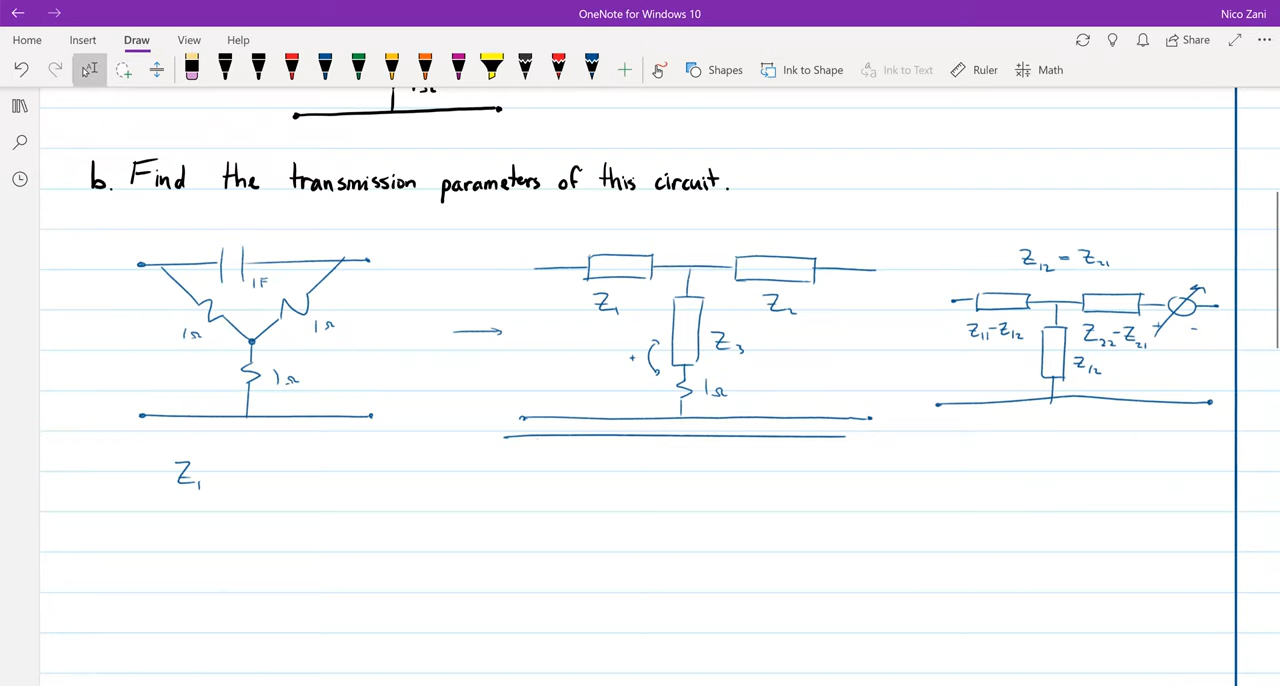 OneNote for Windows 10
Nico Zani
Home Insert Draw View Help
Share
Shapes Ink to Shape Ink to Text Ruler Math
1Ω
b. Find the transmission parameters of this circuit.
1F
1Ω 1Ω
1Ω
Z₁ Z₂
Z₃
+
1Ω
Z₁₂ = Z₂₁
Z₁₁-Z₁₂ Z₂₂-Z₂₁ + -
Z₁₂
Z₁